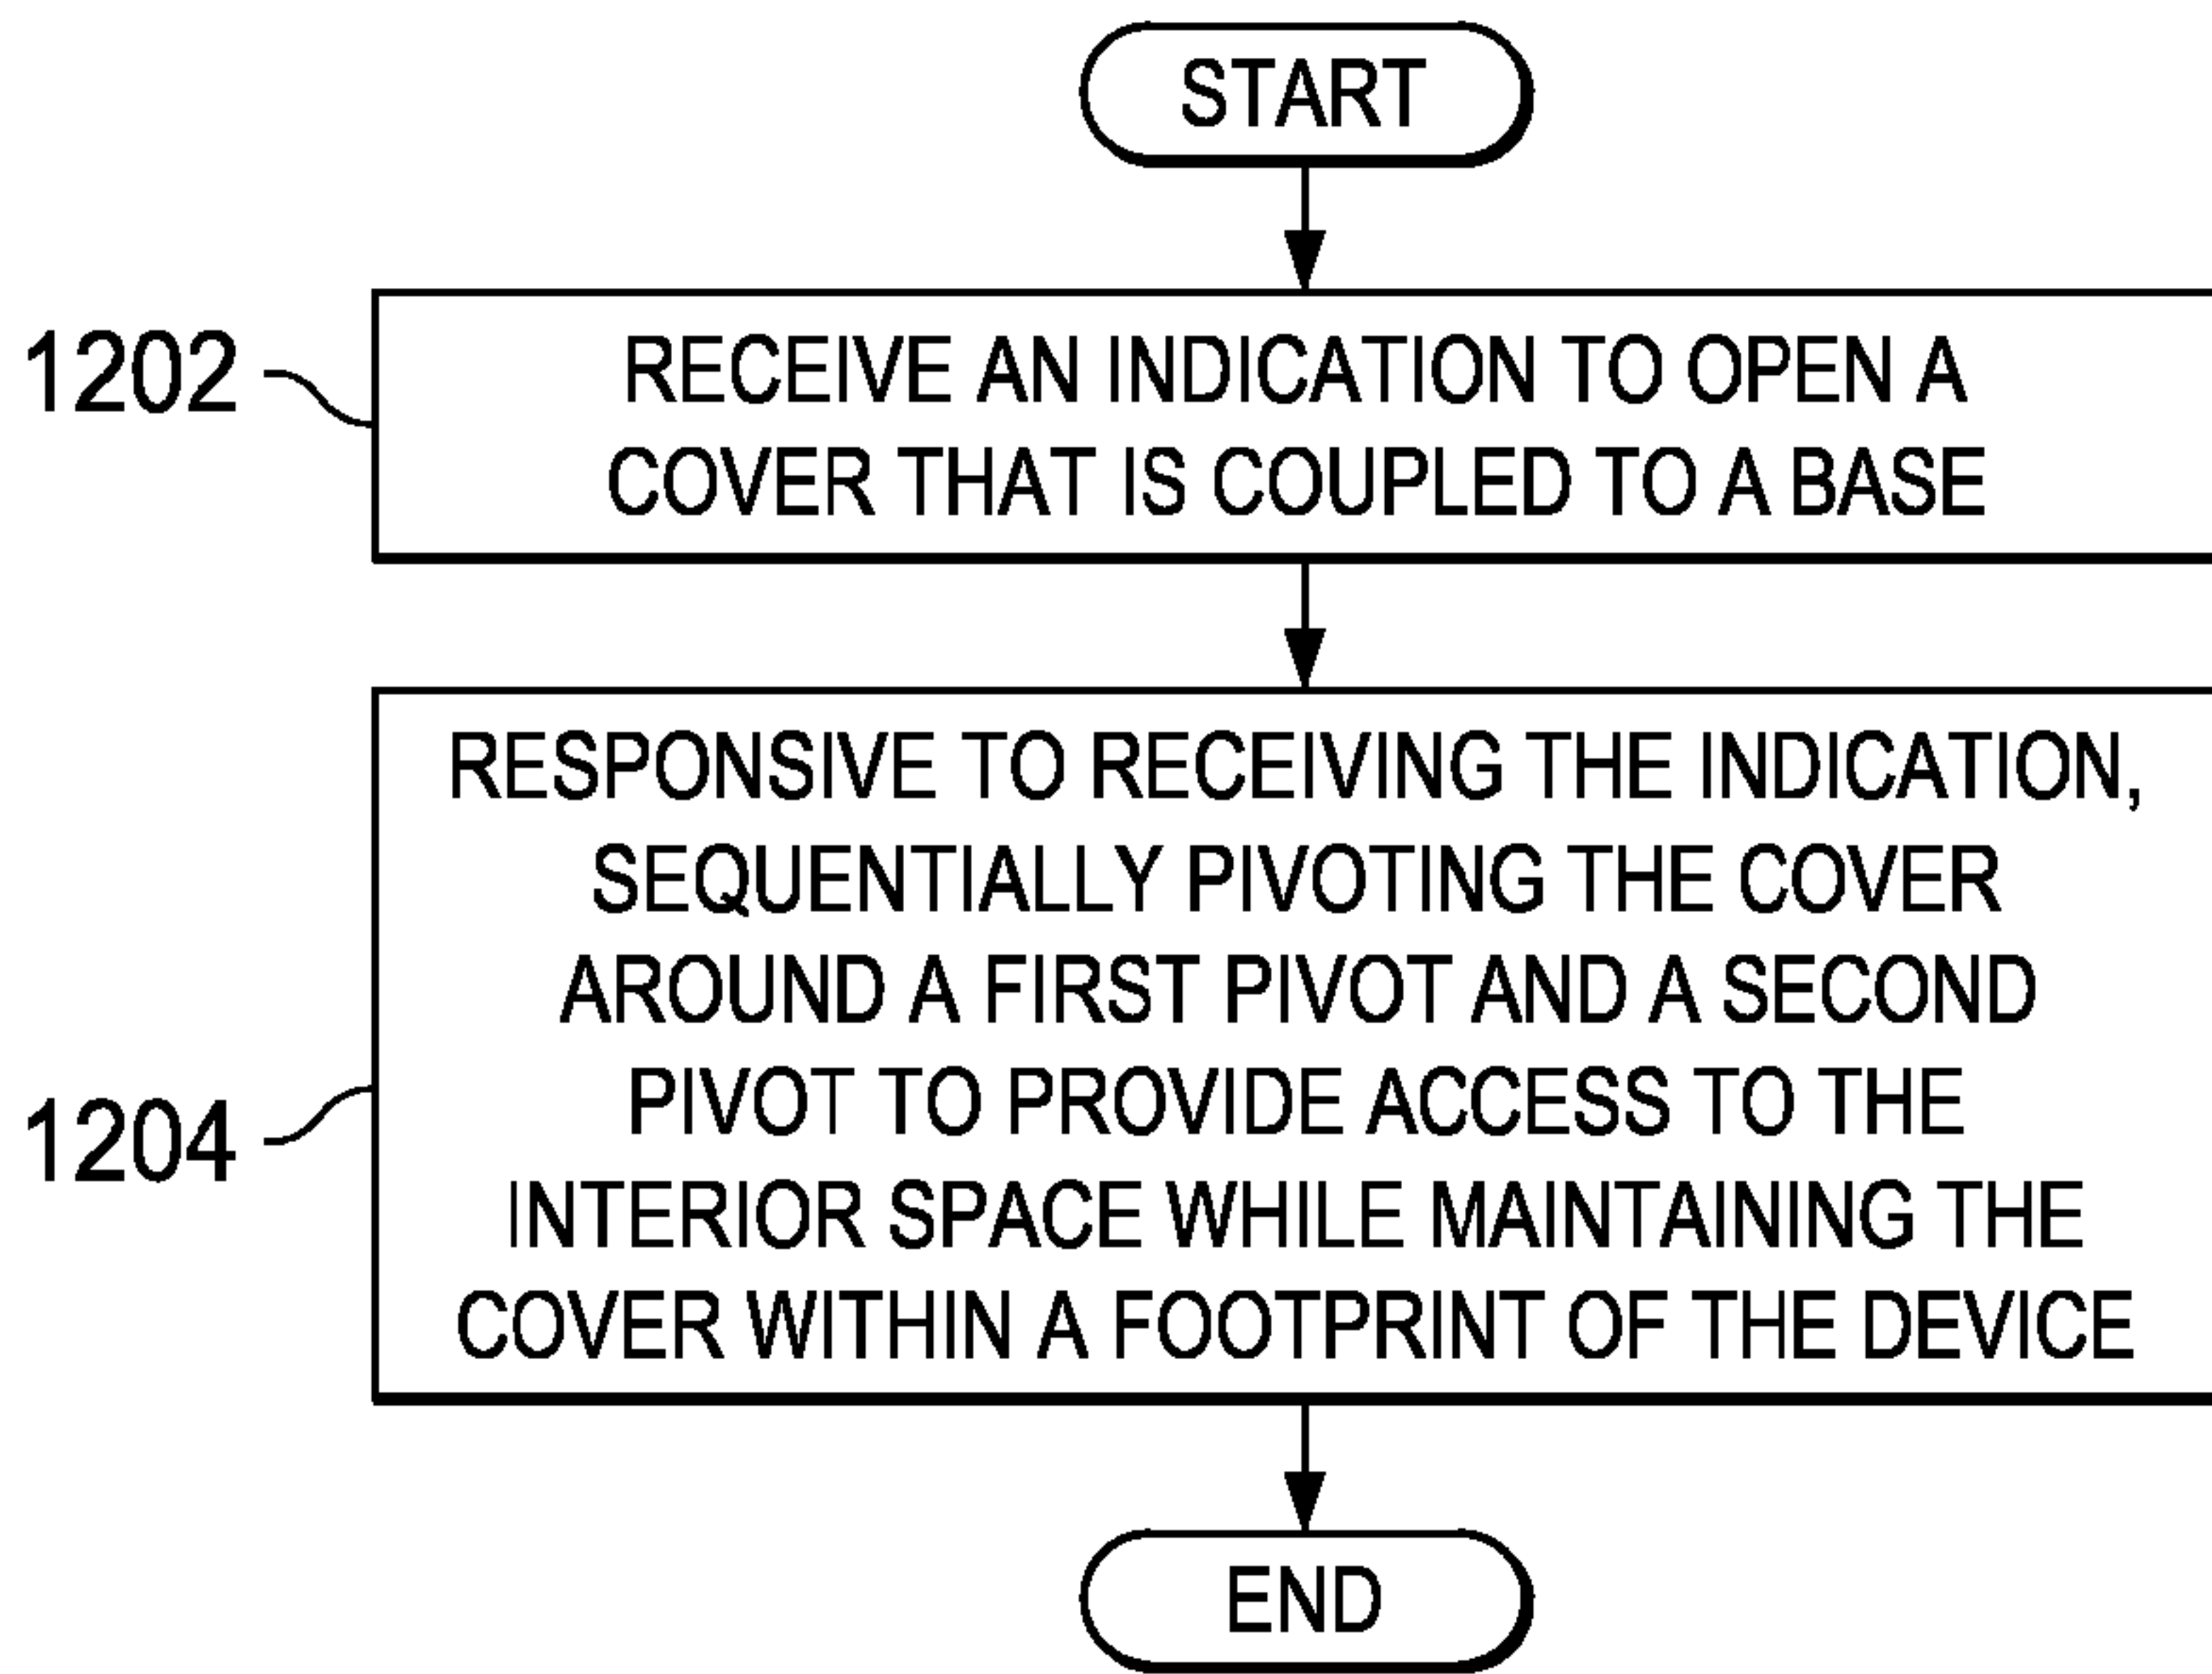 START
1202
RECEIVE AN INDICATION TO OPEN A
COVER THAT IS COUPLED TO A BASE
RESPONSIVE TO RECEIVING THE INDICATION,
SEQUENTIALLY PIVOTING THE COVER
AROUND A FIRST PIVOT AND A SECOND
1204
PIVOT TO PROVIDE ACCESS TO THE
INTERIOR SPACE WHILE MAINTAINING THE
COVER WITHIN A FOOTPRINT OF THE DEVICE
END